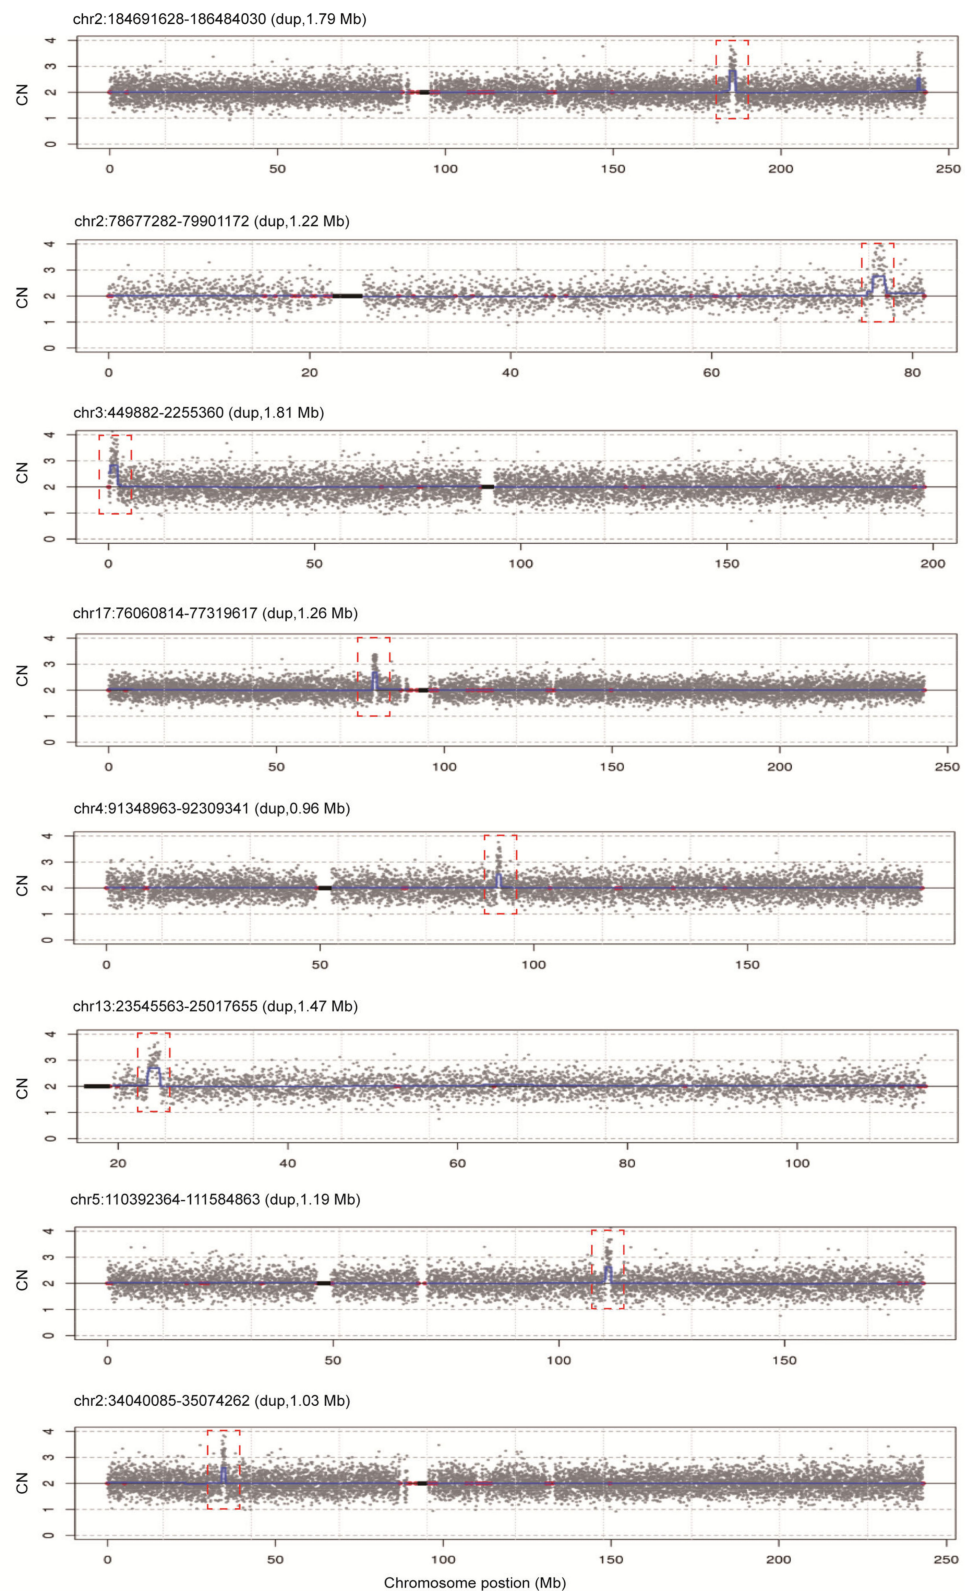 chr2:184691628-186484030 (dup,1.79 Mb)
CN
0 1 2 3 4
0 50 100 150 200 250
chr2:78677282-79901172 (dup,1.22 Mb)
CN
0 1 2 3 4
0 20 40 60 80
chr3:449882-2255360 (dup,1.81 Mb)
CN
0 1 2 3 4
0 50 100 150 200
chr17:76060814-77319617 (dup,1.26 Mb)
CN
0 1 2 3 4
0 50 100 150 200 250
chr4:91348963-92309341 (dup,0.96 Mb)
CN
0 1 2 3 4
0 50 100 150
chr13:23545563-25017655 (dup,1.47 Mb)
CN
0 1 2 3 4
20 40 60 80 100
chr5:110392364-111584863 (dup,1.19 Mb)
CN
0 1 2 3 4
0 50 100 150
chr2:34040085-35074262 (dup,1.03 Mb)
CN
0 1 2 3 4
0 50 100 150 200 250
Chromosome postion (Mb)